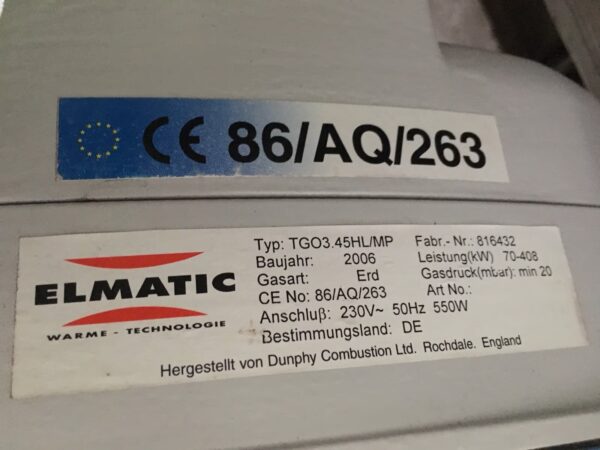 CE 86/AQ/263
ELMATIC
WARME - TECHNOLOGIE
Typ: TGO3.45HL/MP Fabr.- Nr.: 816432
Baujahr: 2006 Leistung(kW) 70-408
Gasart: Erd Gasdruck(mbar): min 20
CE No: 86/AQ/263 Art No.:
Anschluß: 230V~ 50Hz 550W
Bestimmungsland: DE
Hergestellt von Dunphy Combustion Ltd. Rochdale. England